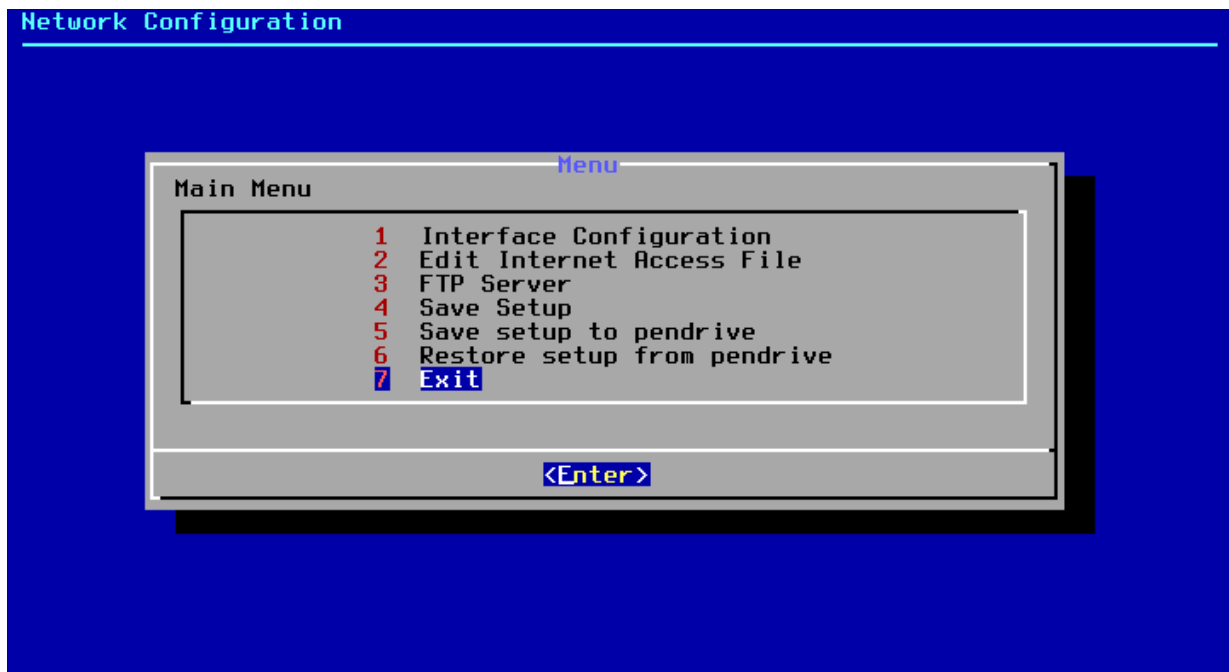 Network Configuration
Menu
Main Menu
1 Interface Configuration
2 Edit Internet Access File
3 FTP Server
4 Save Setup
5 Save setup to pendrive
6 Restore setup from pendrive
7 Exit
<Enter>